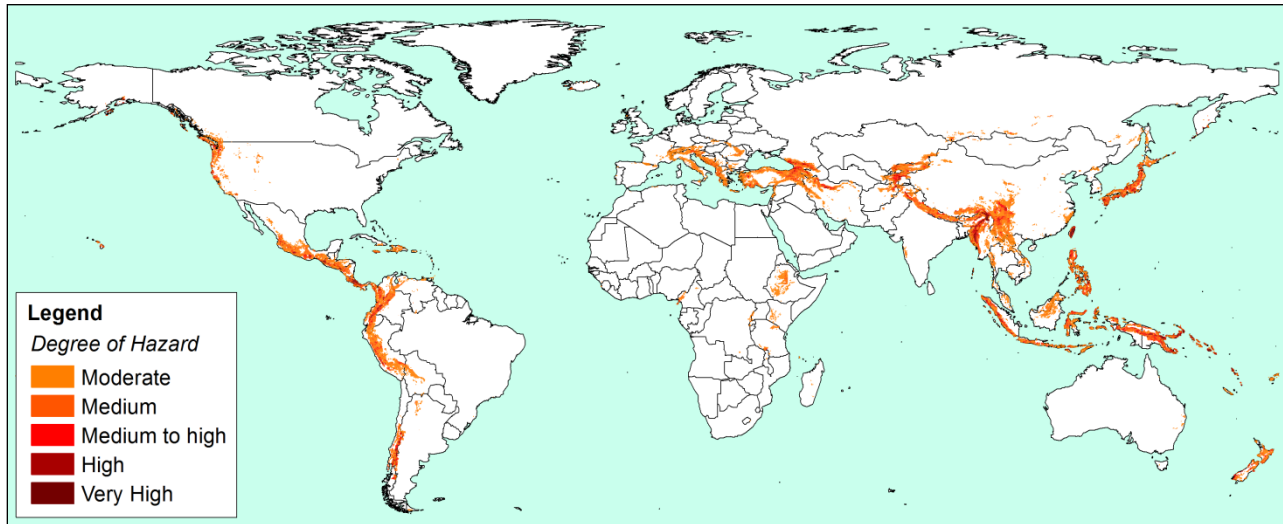 Legend
Degree of Hazard
Moderate
Medium
Medium to high
High
Very High